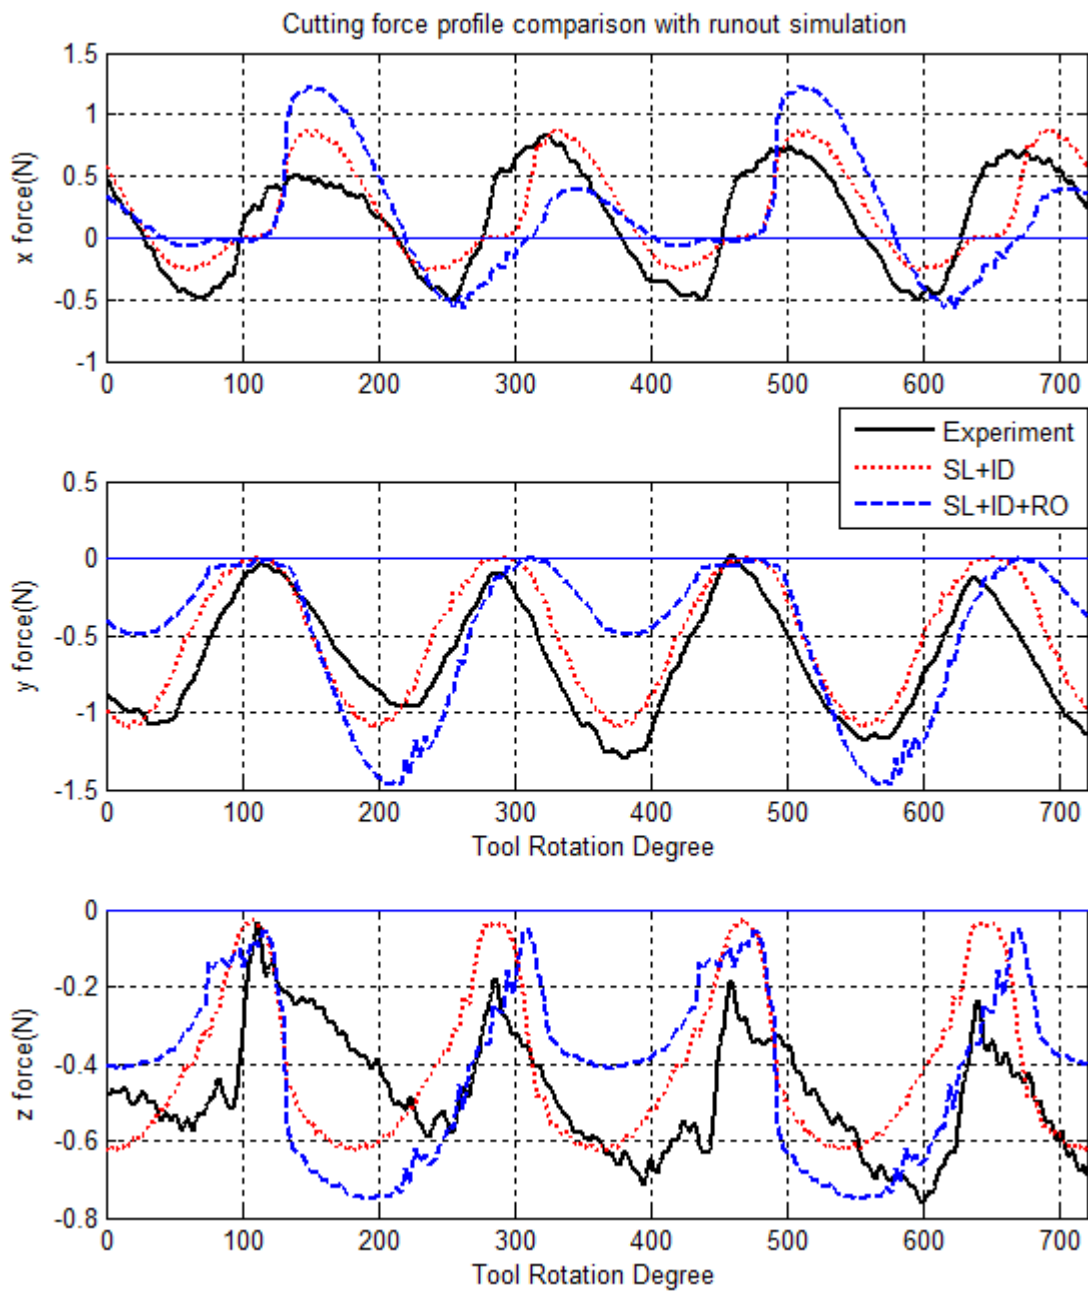 Cutting force profile comparison with runout simulation
1.5
1
0.5
0
-0.5
-1
x force(N)
0 100 200 300 400 500 600 700
Experiment
SL+ID
SL+ID+RO
0.5
0
-0.5
-1
-1.5
y force(N)
0 100 200 300 400 500 600 700
Tool Rotation Degree
0
-0.2
-0.4
-0.6
-0.8
z force(N)
0 100 200 300 400 500 600 700
Tool Rotation Degree